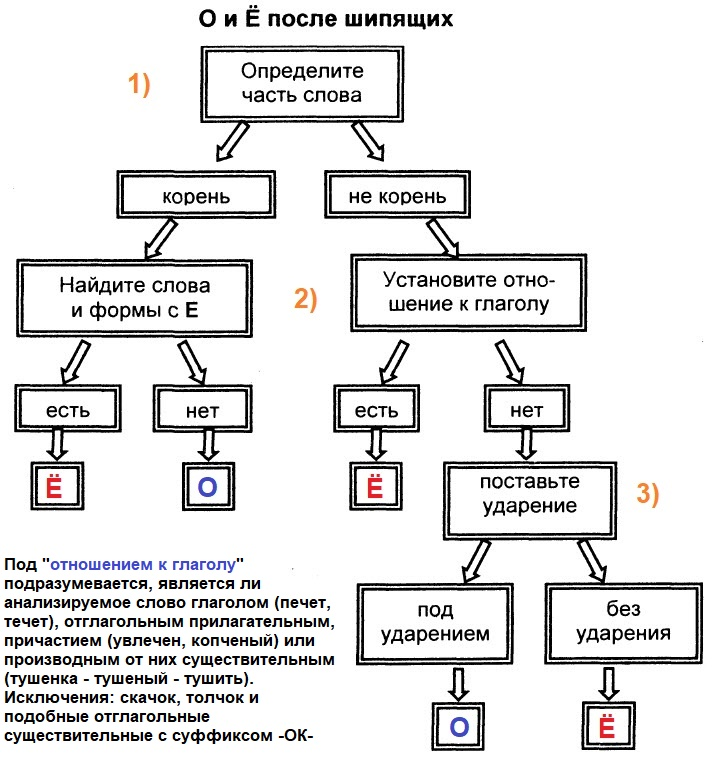 О и Ё после шипящих
1)
Определите
часть слова
корень
не корень
Найдите слова
и формы с Е
2)
Установите отно-
шение к глаголу
есть
нет
есть
нет
Ё
О
Ё
поставьте
ударение
3)
под
ударением
без
ударения
О
Ё
Под "отношением к глаголу"
подразумевается, является ли
анализируемое слово глаголом (печет,
течет), отглагольным прилагательным,
причастием (увлечен, копченый) или
производным от них существительным
(тушенка - тушеный - тушить).
Исключения: скачок, толчок и
подобные отглагольные
существительные с суффиксом -ОК-